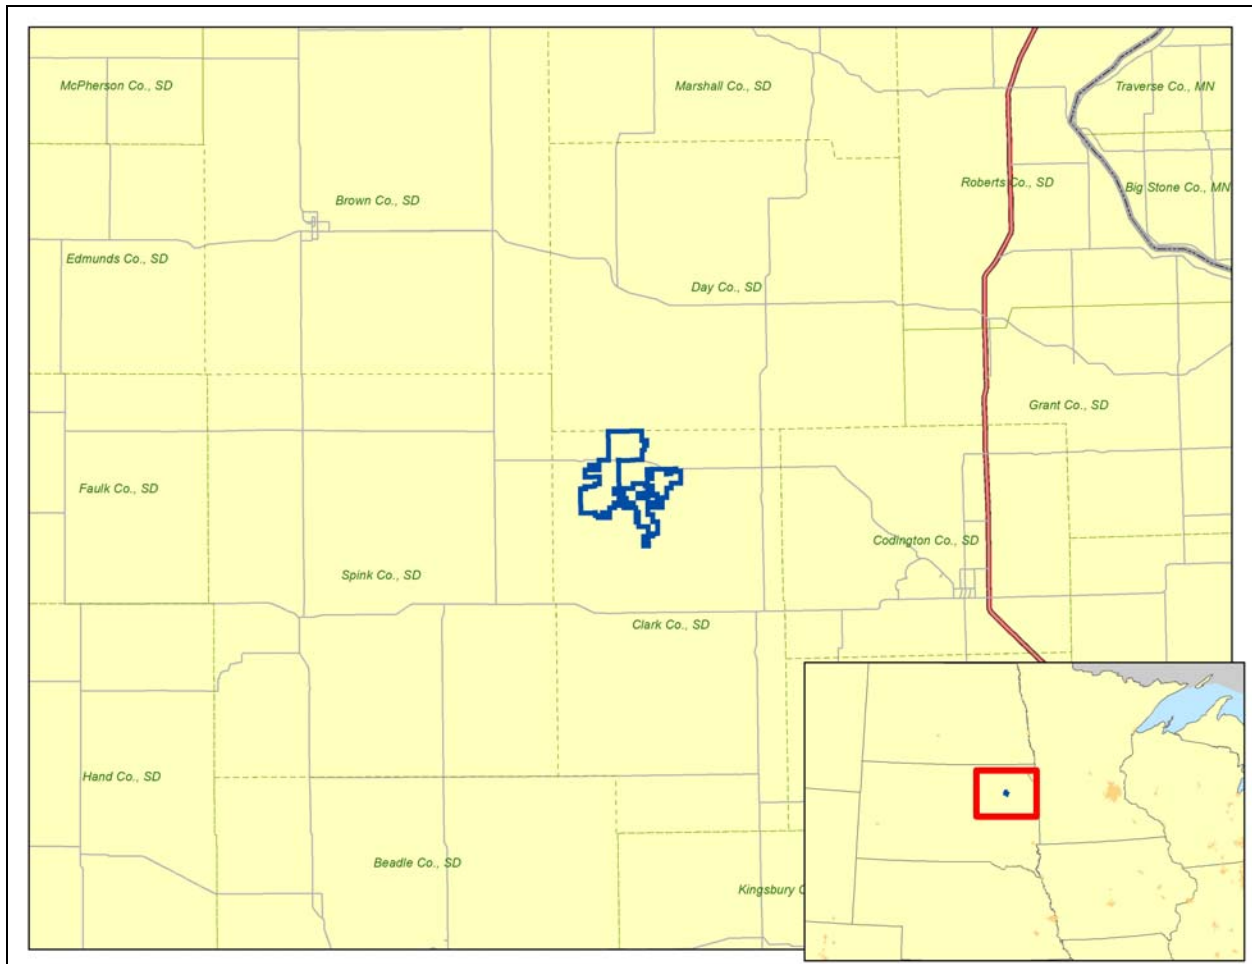 McPherson Co., SD
Marshall Co., SD
Traverse Co., MN
Roberts Co., SD
Big Stone Co., MN
Brown Co., SD
Edmunds Co., SD
Day Co., SD
Grant Co., SD
Faulk Co., SD
Codington Co., SD
Spink Co., SD
Clark Co., SD
Hand Co., SD
Beadle Co., SD
Kingsbury